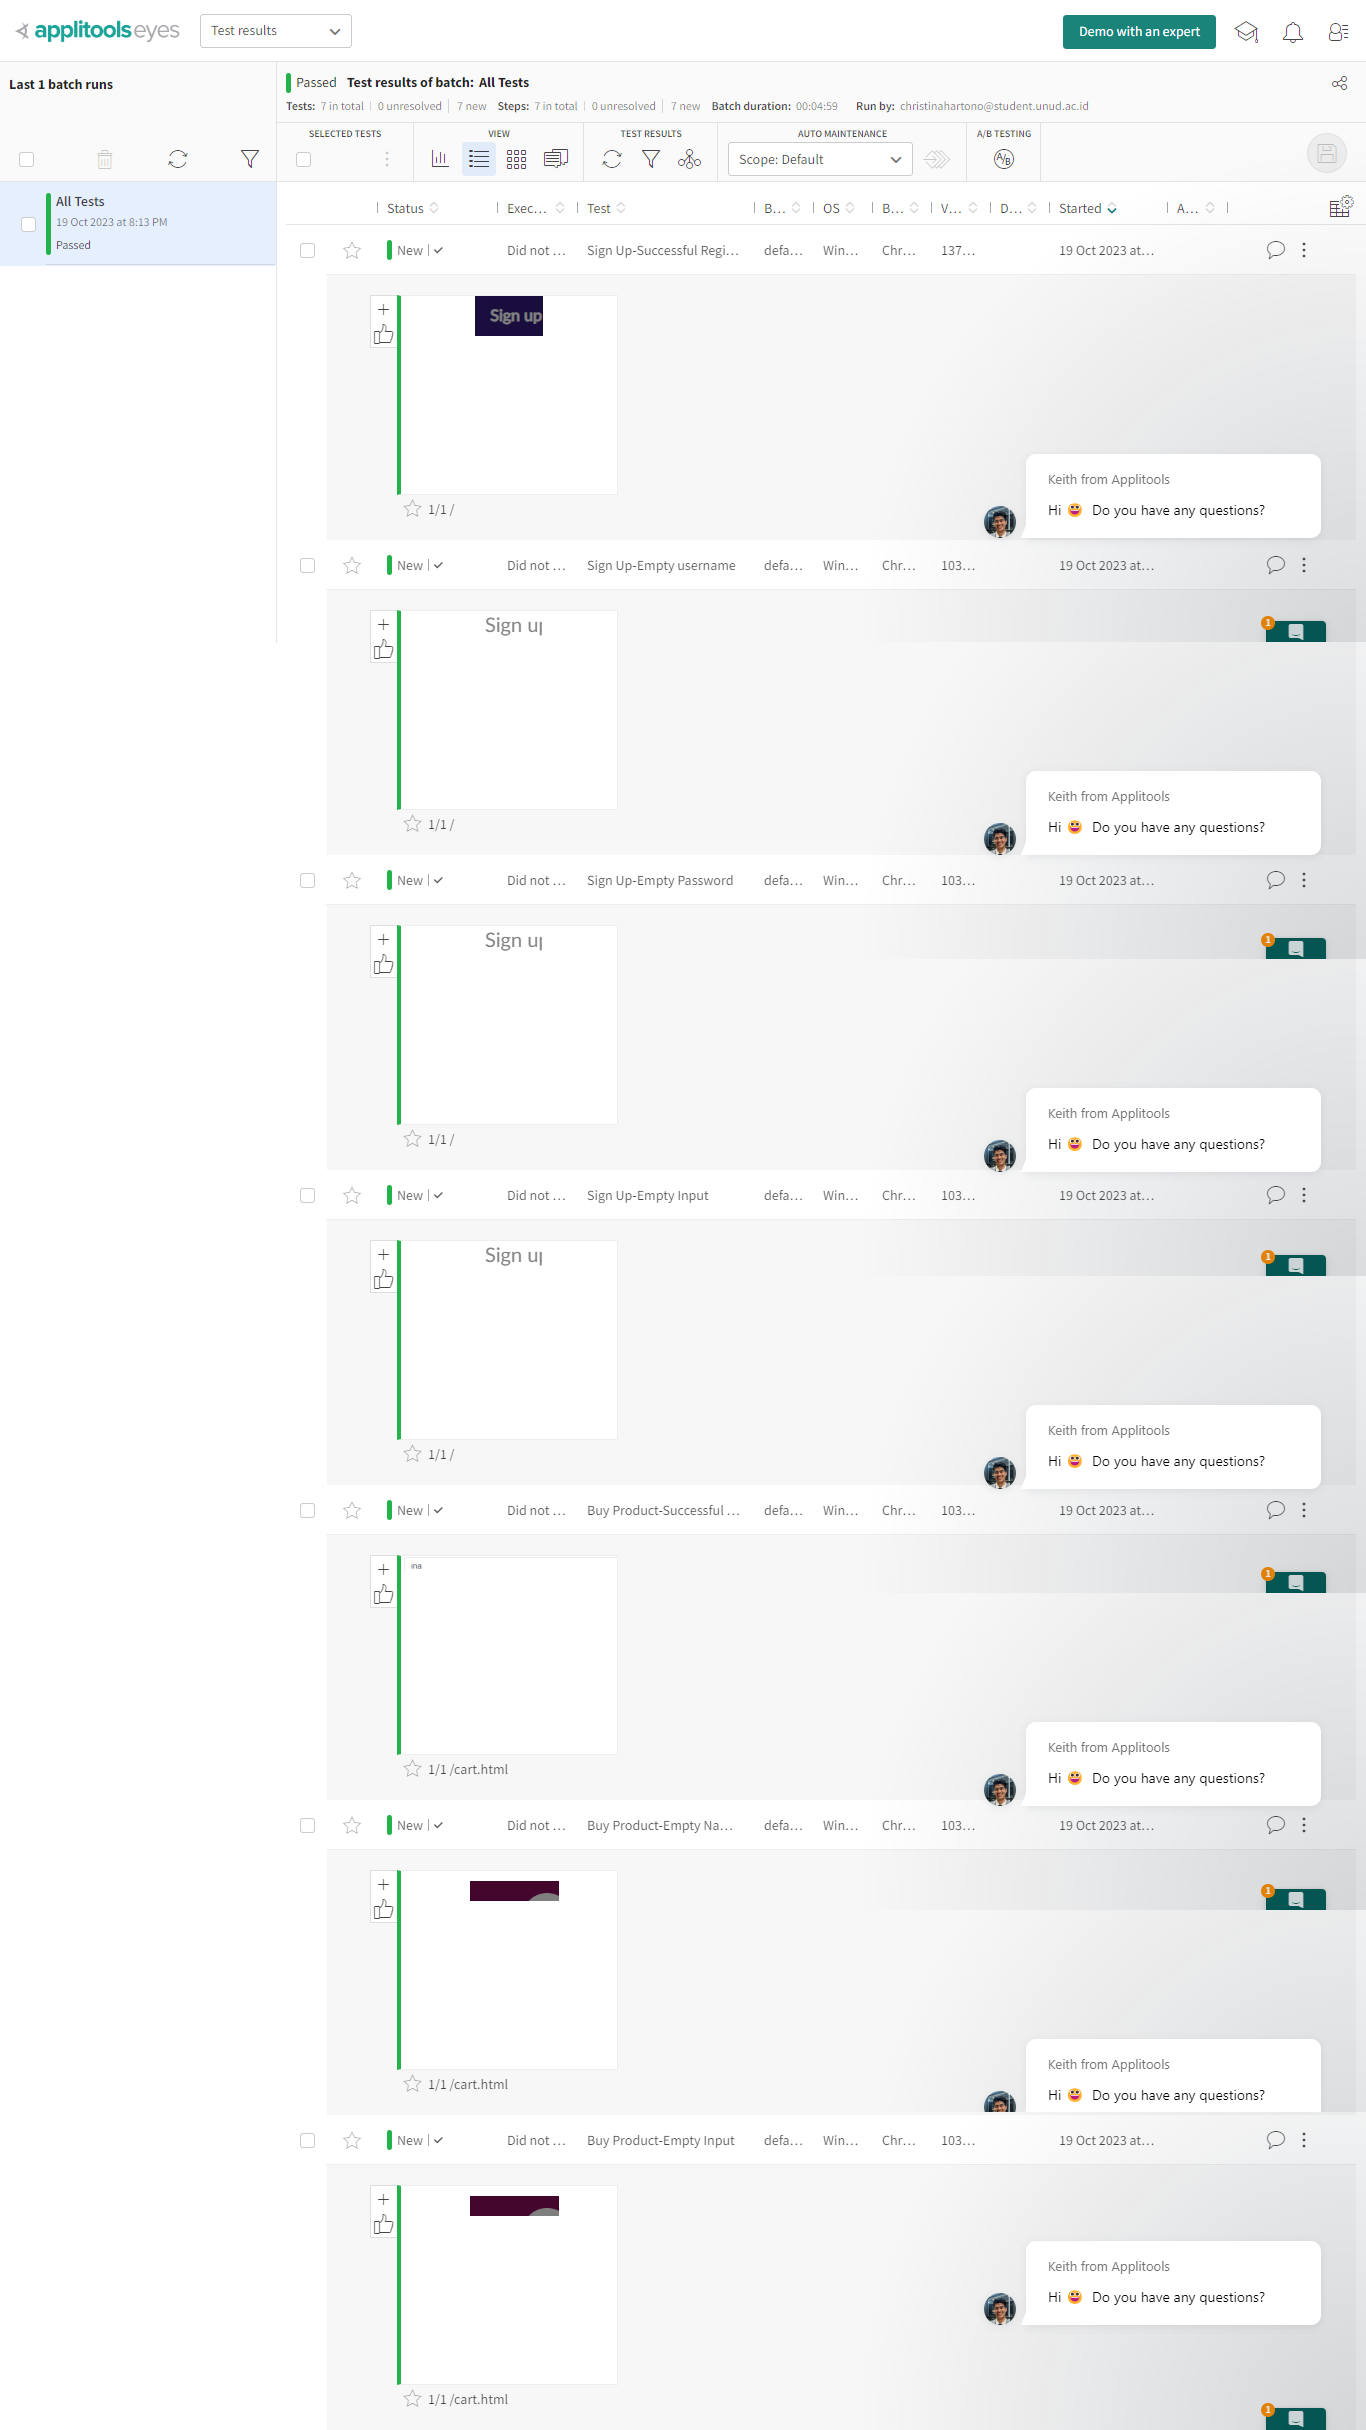 applitools eyes
Test results
Demo with an expert
Last 1 batch runs
Passed Test results of batch: All Tests
Tests: 7 in total 0 unresolved 7 new Steps: 7 in total 0 unresolved 7 new Batch duration: 00:04:59 Run by: christinahartono@student.unud.ac.id
SELECTED TESTS VIEW TEST RESULTS AUTO MAINTENANCE A/B TESTING
Scope: Default
A/B
All Tests
19 Oct 2023 at 8:13 PM
Passed
Status Exec... Test B... OS B... V... D... Started A...
New Did not ... Sign Up-Successful Regi... defa... Win... Chr... 137... 19 Oct 2023 at...
Sign up
1/1 /
Keith from Applitools
Hi Do you have any questions?
New Did not ... Sign Up-Empty username defa... Win... Chr... 103... 19 Oct 2023 at...
Sign up
1
1/1 /
Keith from Applitools
Hi Do you have any questions?
New Did not ... Sign Up-Empty Password defa... Win... Chr... 103... 19 Oct 2023 at...
Sign up
1
1/1 /
Keith from Applitools
Hi Do you have any questions?
New Did not ... Sign Up-Empty Input defa... Win... Chr... 103... 19 Oct 2023 at...
Sign up
1
1/1 /
Keith from Applitools
Hi Do you have any questions?
New Did not ... Buy Product-Successful ... defa... Win... Chr... 103... 19 Oct 2023 at...
ina
1
1/1 /cart.html
Keith from Applitools
Hi Do you have any questions?
New Did not ... Buy Product-Empty Na... defa... Win... Chr... 103... 19 Oct 2023 at...
1
1/1 /cart.html
Keith from Applitools
Hi Do you have any questions?
New Did not ... Buy Product-Empty Input defa... Win... Chr... 103... 19 Oct 2023 at...
Keith from Applitools
Hi Do you have any questions?
1/1 /cart.html
1